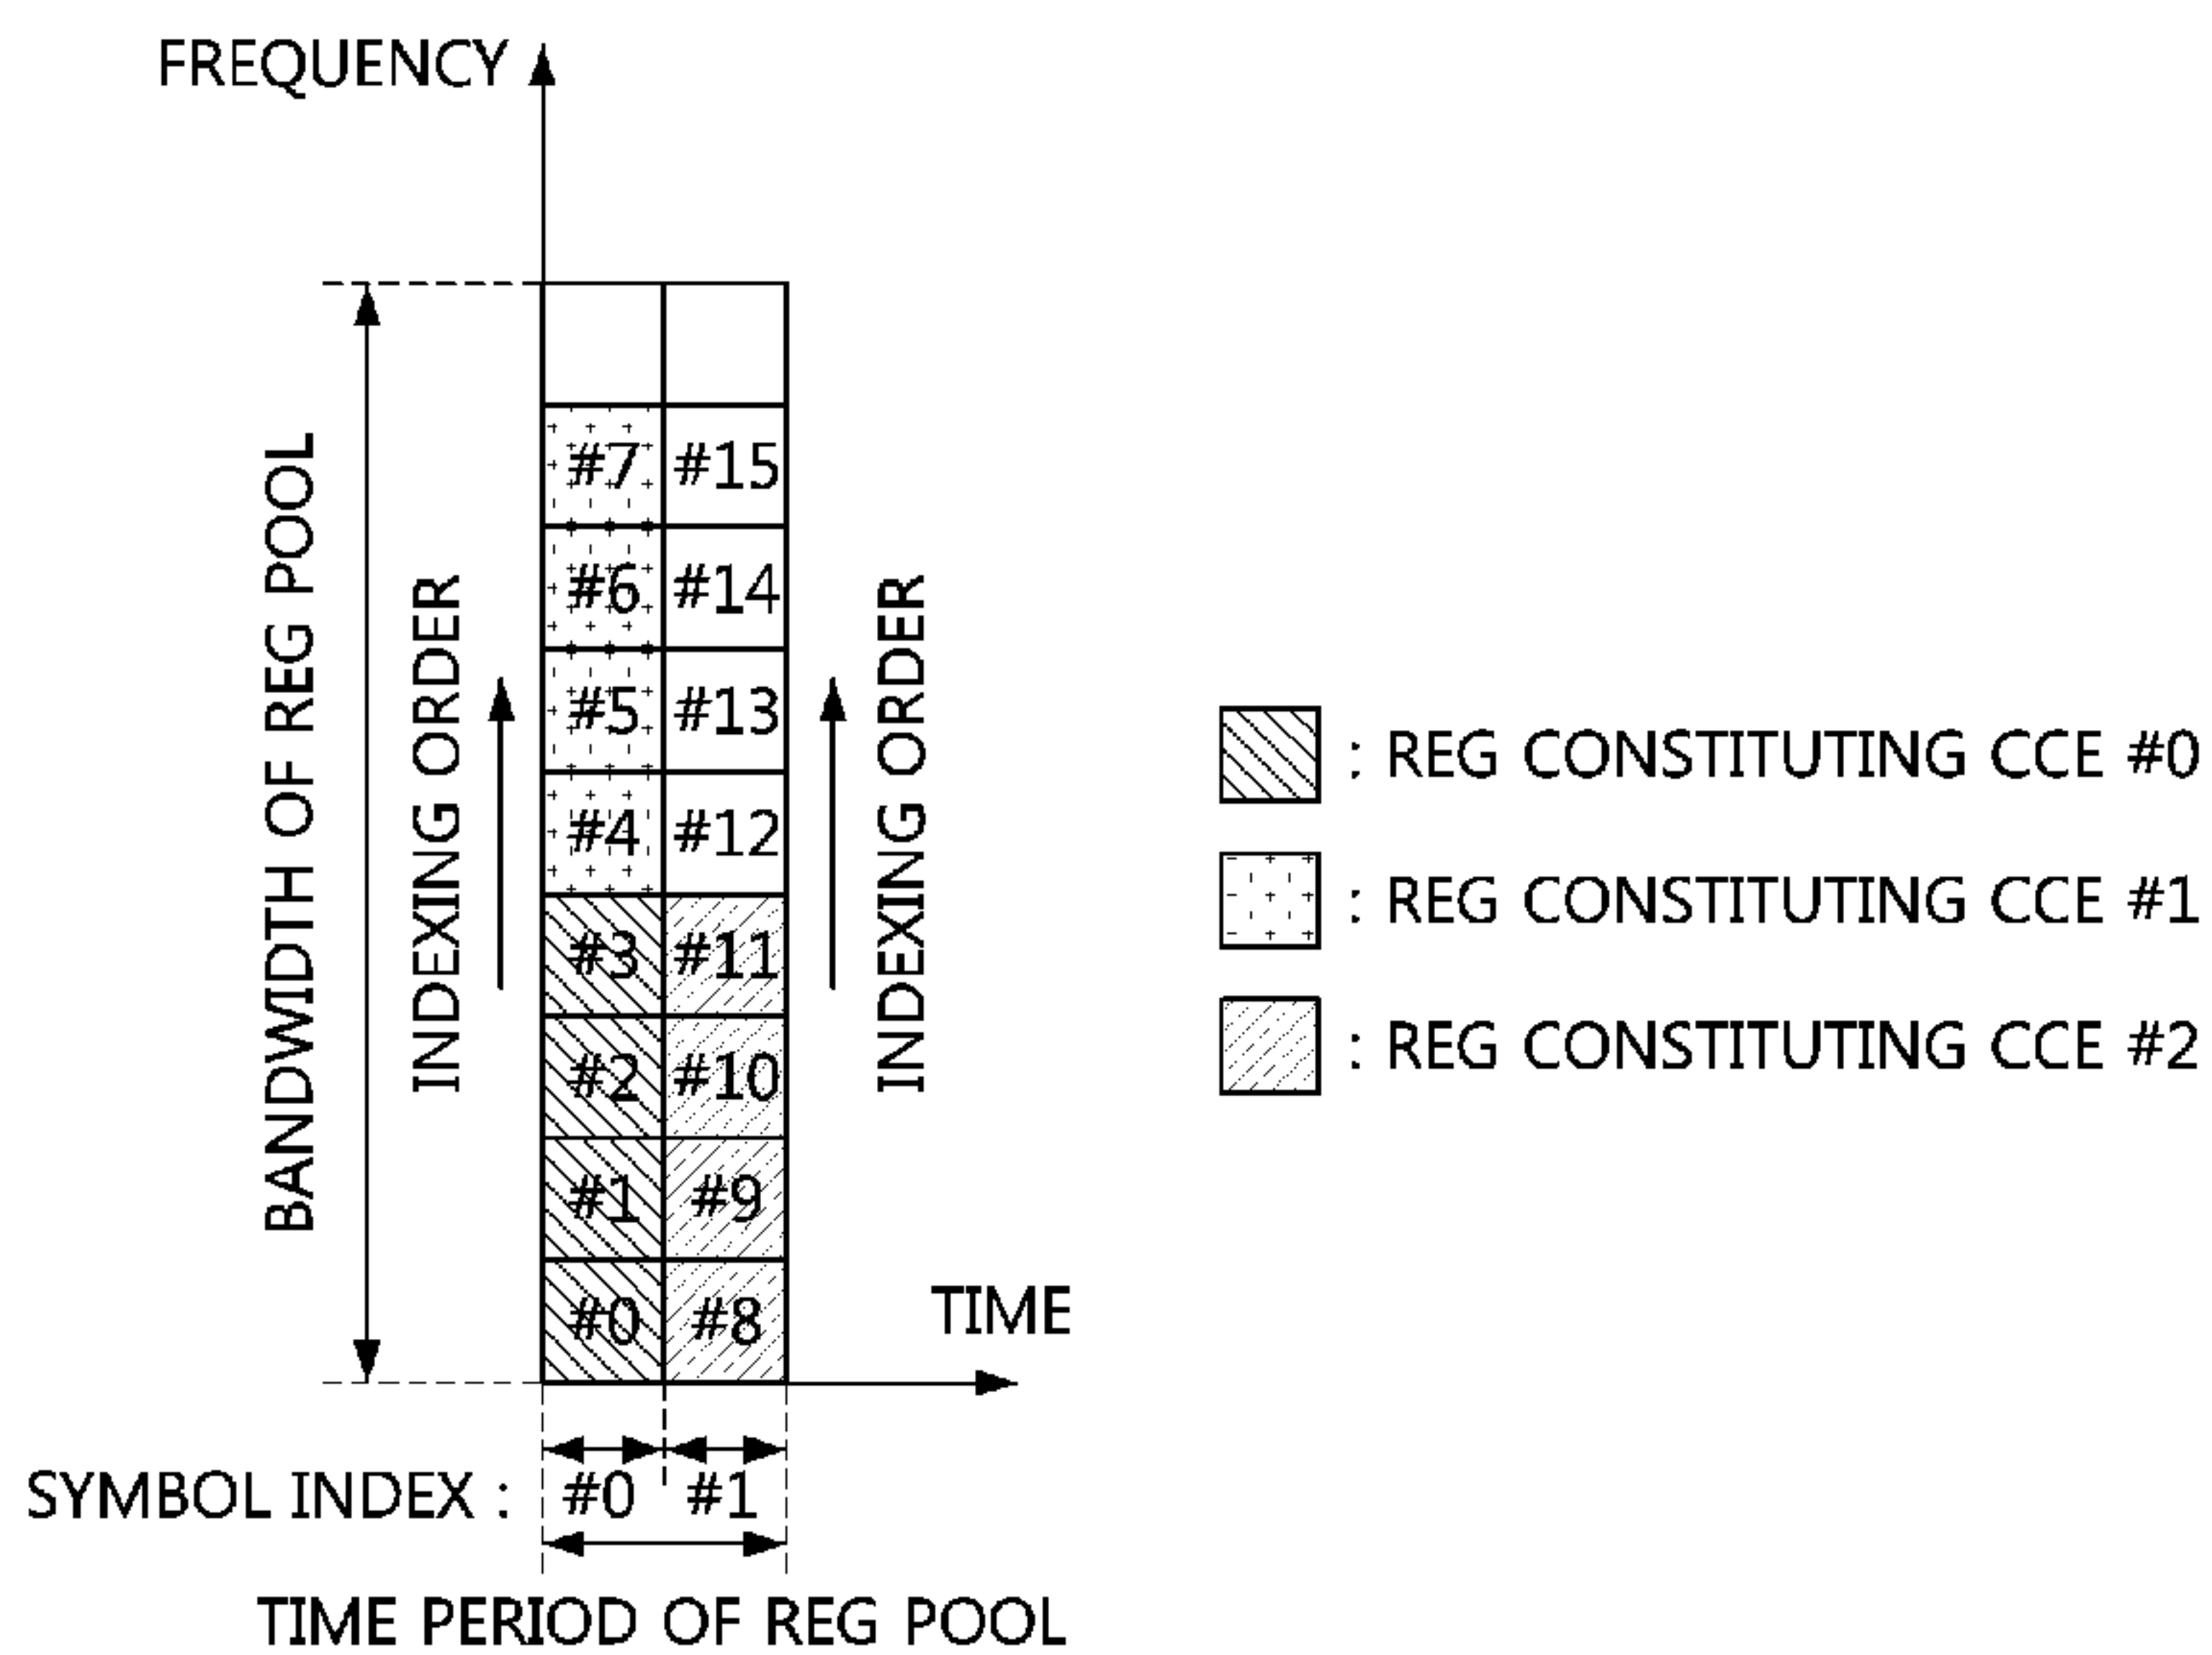 FREQUENCY
BANDWIDTH OF REG POOL
INDEXING ORDER
#7 #15
#6 #14
#5 #13
#4 #12
#3 #11
#2 #10
#1 #9
#0 #8
INDEXING ORDER
TIME
SYMBOL INDEX : #0 #1
TIME PERIOD OF REG POOL
: REG CONSTITUTING CCE #0
: REG CONSTITUTING CCE #1
: REG CONSTITUTING CCE #2